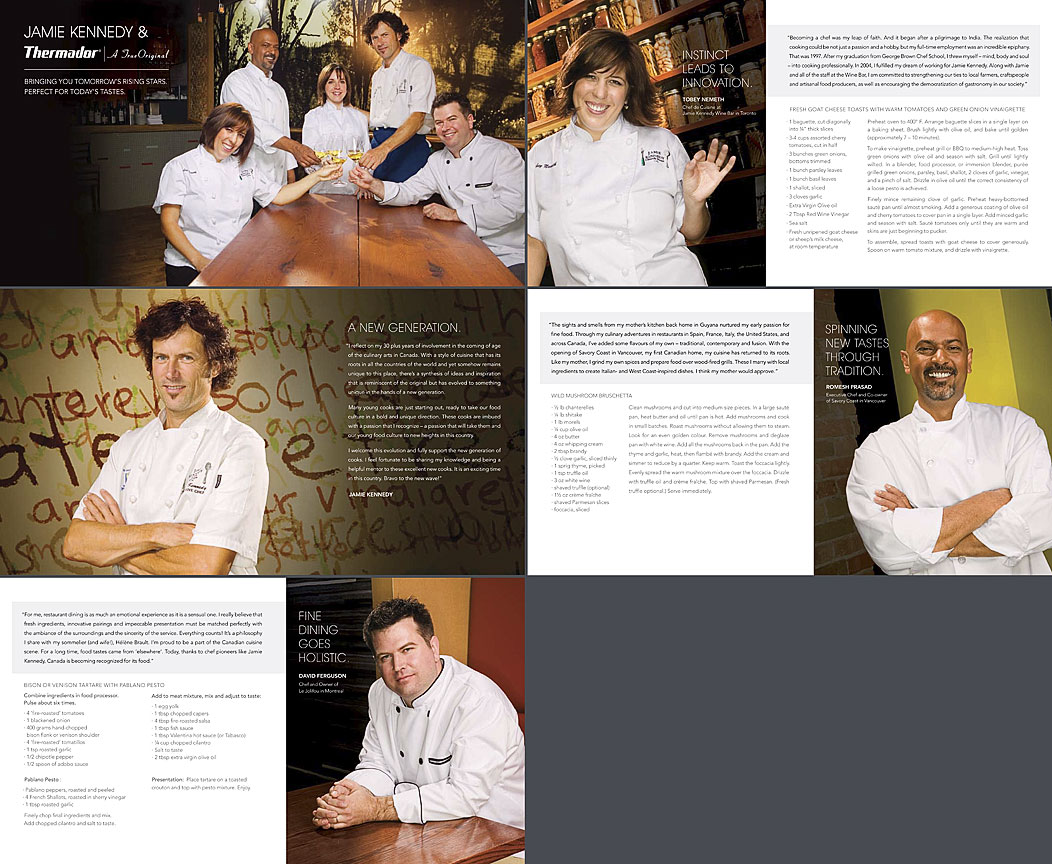 JAMIE KENNEDY &
Thermador® | A True Original
BRINGING YOU TOMORROW'S RISING STARS.
PERFECT FOR TODAY'S TASTES.
INSTINCT
LEADS TO
INNOVATION.
TOBEY NEMETH
Chef de Cuisine at
Jamie Kennedy Wine Bar in Toronto
"Becoming a chef was my leap of faith. And it began after a pilgrimage to India. The realization that
cooking could be not just a passion and a hobby, but my full-time employment was an incredible epiphany.
That was 1997. After my graduation from George Brown Chef School, I threw myself – mind, body and soul
– into cooking professionally. In 2004, I fulfilled my dream of working for Jamie Kennedy. Along with Jamie
and all of the staff at the Wine Bar, I am committed to strengthening our ties to local farmers, craftspeople
and artisanal food producers, as well as encouraging the democratization of gastronomy in our society."
FRESH GOAT CHEESE TOASTS WITH WARM TOMATOES AND GREEN ONION VINAIGRETTE
· 1 baguette, cut diagonally
into ¾" thick slices
· 3-4 cups assorted cherry
tomatoes, cut in half
· 3 bunches green onions,
bottoms trimmed
· 1 bunch parsley leaves
· 1 bunch basil leaves
· 1 shallot, sliced
· 3 cloves garlic
· Extra Virgin Olive oil
· 2 Tbsp Red Wine Vinegar
· Sea salt
· Fresh unripened goat cheese
or sheep's milk cheese,
at room temperature
Preheat oven to 400° F. Arrange baguette slices in a single layer on
a baking sheet. Brush lightly with olive oil, and bake until golden
(approximately 7 – 10 minutes).
To make vinaigrette, preheat grill or BBQ to medium high heat. Toss
green onions with olive oil and season with salt. Grill until lightly
wilted. In a blender, food processor, or immersion blender, purée
grilled green onions, parsley, basil, shallot, 2 cloves of garlic, vinegar,
and a pinch of salt. Drizzle in olive oil until the correct consistency of
a loose pesto is achieved.
Finely mince remaining clove of garlic. Preheat heavy-bottomed
sauté pan until almost smoking. Add a generous coating of olive oil
and cherry tomatoes to cover pan in a single layer. Add minced garlic
and season with salt. Saute tomatoes only until they are warm and
skins are just beginning to pucker.
To assemble, spread toasts with goat cheese to cover generously.
Spoon on warm tomato mixture, and drizzle with vinaigrette.
A NEW GENERATION.
"I reflect on my 30 plus years of involvement in the coming of age
of the culinary arts in Canada. With a style of cuisine that has its
roots in all the countries of the world and yet somehow remains
unique to this place, there's a synthesis of ideas and inspiration
that is reminiscent of the original but has evolved to something
unique in the hands of a new generation.
Many young cooks are just starting out, ready to take our food
culture in a bold and unique direction. These cooks are imbued
with a passion that I recognize – a passion that will take them and
our young food culture to new heights in this country.
I welcome this evolution and fully support the new generation of
cooks. I feel fortunate to be sharing my knowledge and being a
helpful mentor to these excellent new cooks. It is an exciting time
in this country. Bravo to the new wave!"
JAMIE KENNEDY
"The sights and smells from my mother's kitchen back home in Guyana nurtured my early passion for
fine food. Through my culinary adventures in restaurants in Spain, France, Italy, the United States, and
across Canada, I've added some flavours of my own – traditional, contemporary and fusion. With the
opening of Savory Coast in Vancouver, my first Canadian home, my cuisine has returned to its roots.
Like my mother, I grind my own spices and prepare food over wood-fired grills. These I marry with local
ingredients to create Italian- and West Coast-inspired dishes. I think my mother would approve."
WILD MUSHROOM BRUSCHETTA
· ½ lb chanterelles
· ¼ lb shitake
· 1 lb morels
· ¼ cup olive oil
· 4 oz butter
· 4 oz whipping cream
· 2 tbsp brandy
· ½ clove garlic, sliced thinly
· 1 sprig thyme, picked
· 1 tsp truffle oil
· 3 oz white wine
· shaved truffle (optional)
· 1½ oz crème fraîche
· shaved Parmesan slices
· foccacia, sliced
Clean mushrooms and cut into medium size pieces. In a large sauté
pan, heat butter and oil until pan is hot. Add mushrooms and cook
in small batches. Roast mushrooms without allowing them to steam.
Look for an even golden colour. Remove mushrooms and deglaze
pan with white wine. Add all the mushrooms back in the pan. Add the
thyme and garlic, heat, then flambé with brandy. Add the cream and
simmer to reduce by a quarter. Keep warm. Toast the foccacia lightly.
Evenly spread the warm mushroom mixture over the foccacia. Drizzle
with truffle oil and crème fraîche. Top with shaved Parmesan. (Fresh
truffle optional.) Serve immediately.
SPINNING
NEW TASTES
THROUGH
TRADITION.
ROMESH PRASAD
Executive Chef and Co-owner
of Savory Coast in Vancouver
"For me, restaurant dining is as much an emotional experience as it is a sensual one. I really believe that
fresh ingredients, innovative pairings and impeccable presentation must be matched perfectly with
the ambiance of the surroundings and the sincerity of the service. Everything counts! It's a philosophy
I share with my sommelier (and wife!), Hélène Brault. I'm proud to be a part of the Canadian cuisine
scene. For a long time, food tastes came from 'elsewhere'. Today, thanks to chef pioneers like Jamie
Kennedy, Canada is becoming recognized for its food."
BISON OR VENISON TARTARE WITH PABLANO PESTO
Combine ingredients in food processor.
Pulse about six times.
· 4 'fire-roasted' tomatoes
· 1 blackened onion
· 400 grams hand chopped
bison flank or venison shoulder
· 4 'fire-roasted' tomatillos
· 1 tsp roasted garlic
· 1/2 chipotle pepper
· 1/2 spoon of adobo sauce
Pablano Pesto:
· Pablano peppers, roasted and peeled
· 4 French Shallots, roasted in sherry vinegar
· 1 tbsp roasted garlic
Finely chop final ingredients and mix.
Add chopped cilantro and salt to taste.
Add to meat mixture, mix and adjust to taste:
· 1 egg yolk
· 1 tbsp chopped capers
· 4 tbsp fire-roasted salsa
· 1 tbsp fish sauce
· 1 tbsp Valentina hot sauce (or Tabasco)
· ¼ cup chopped cilantro
· Salt to taste
· 2 tbsp extra virgin olive oil
Presentation: Place tartare on a toasted
crouton and top with pesto mixture. Enjoy.
FINE
DINING
GOES
HOLISTIC.
DAVID FERGUSON
Chef and Owner of
Le Jolifou in Montreal